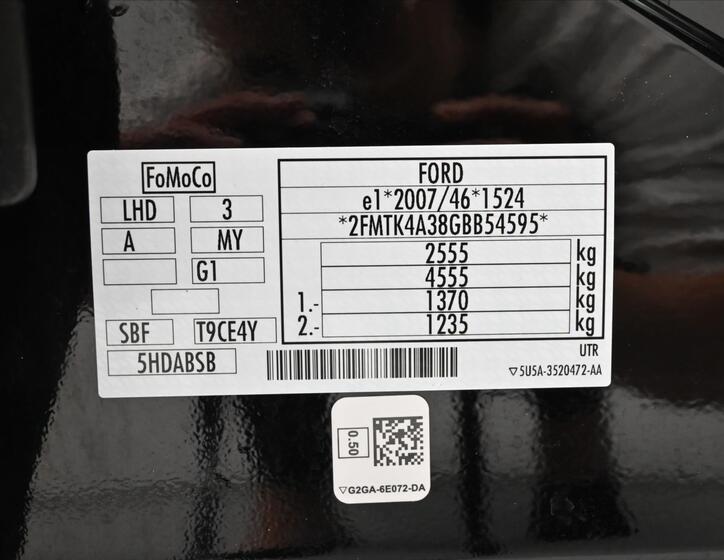 FoMoCo
LHD 3
A MY
G1
SBF T9CE4Y
5HDABSB
FORD
e1*2007/46*1524
*2FMTK4A38GBB54595*
2555 kg
4555 kg
1.- 1370 kg
2.- 1235 kg
UTR
▽5U5A-3520472-AA
0.50
▽G2GA-6E072-DA